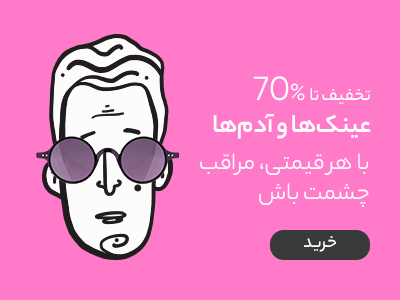 تخفیف تا 70%
عینک‌ها و آدم‌ها
با هر قیمتی، مراقب
چشمت باش
خرید